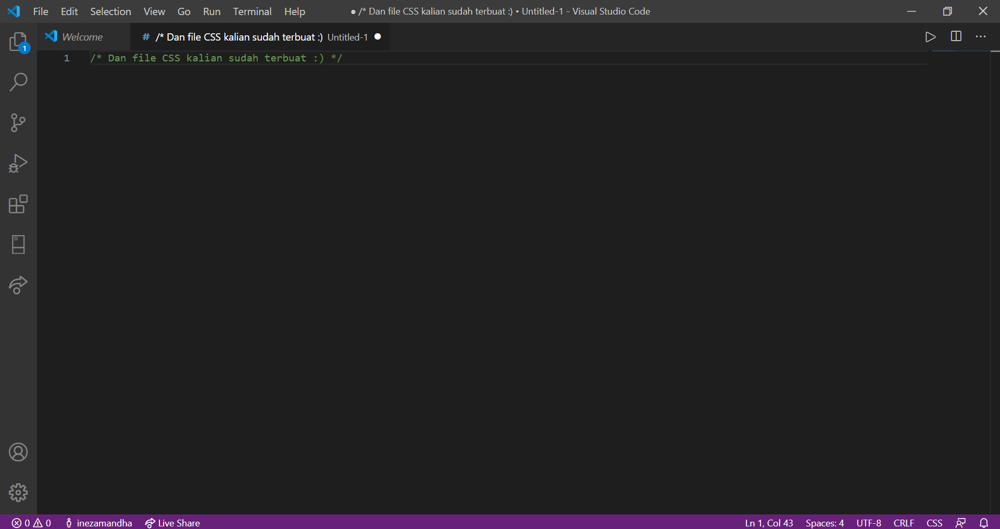 File Edit Selection View Go Run Terminal Help ● /* Dan file CSS kalian sudah terbuat :) • Untitled-1 - Visual Studio Code
Welcome # /* Dan file CSS kalian sudah terbuat :) Untitled-1
1
1 /* Dan file CSS kalian sudah terbuat :) */
0 0 inezamandha Live Share Ln 1, Col 43 Spaces: 4 UTF-8 CRLF CSS